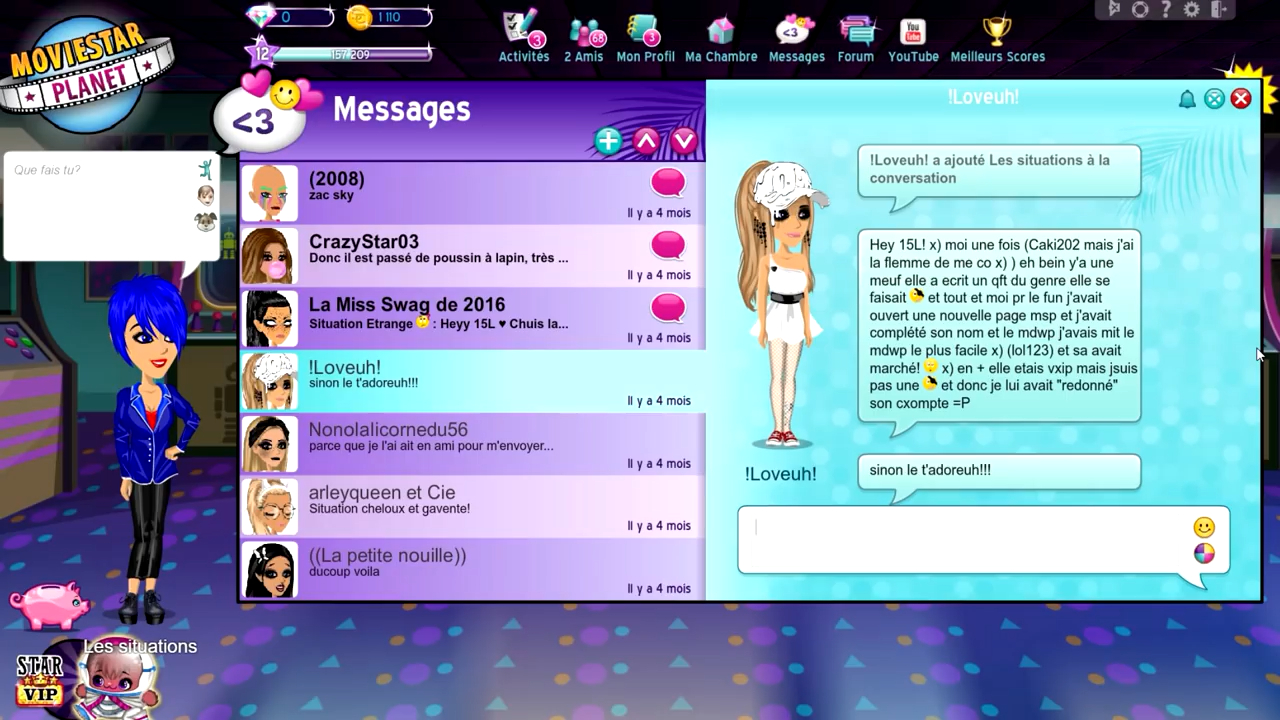 MOVIESTAR
PLANET
0
1 110
12
157 209
3
Activités
68
2 Amis
3
Mon Profil
Ma Chambre
<3
Messages
Forum
You
Tube
YouTube
Meilleurs Scores
Que fais tu?
<3
Messages
(2008)
zac sky
Il y a 4 mois
CrazyStar03
Donc il est passé de poussin à lapin, très ...
Il y a 4 mois
La Miss Swag de 2016
Situation Etrange : Heyy 15L ♥ Chuis la...
Il y a 4 mois
!Loveuh!
sinon le t'adoreuh!!!
Il y a 4 mois
Nonolalicornedu56
parce que je l'ai ait en ami pour m'envoyer...
Il y a 4 mois
arleyqueen et Cie
Situation cheloux et gavente!
Il y a 4 mois
((La petite nouille))
ducoup voila
Il y a 4 mois
!Loveuh!
!Loveuh! a ajouté Les situations à la
conversation
Hey 15L! x) moi une fois (Caki202 mais j'ai
la flemme de me co x) ) eh bein y'a une
meuf elle a ecrit un qft du genre elle se
faisait et tout et moi pr le fun j'avait
ouvert une nouvelle page msp et j'avait
complété son nom et le mdwp j'avais mit le
mdwp le plus facile x) (lol123) et sa avait
marché! x) en + elle etais vxip mais jsuis
pas une et donc je lui avait "redonné"
son cxompte =P
sinon le t'adoreuh!!!
!Loveuh!
Les situations
STAR
VIP